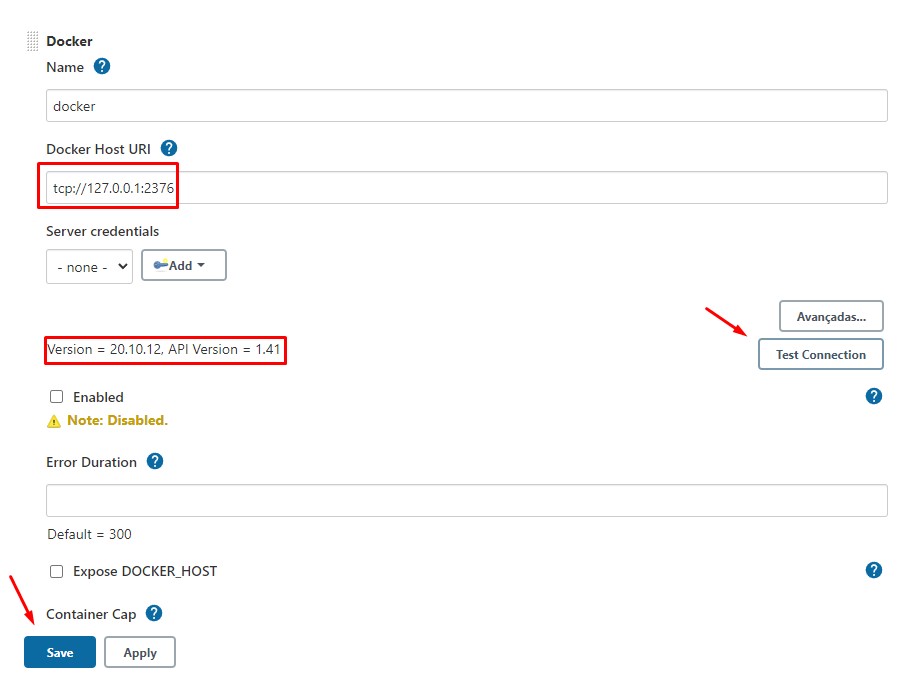 Docker
Name
docker
Docker Host URI
tcp://127.0.0.1:2376
Server credentials
- none -
Add
Avançadas...
Version = 20.10.12, API Version = 1.41
Test Connection
Enabled
Note: Disabled.
Error Duration
Default = 300
Expose DOCKER_HOST
Container Cap
Save Apply